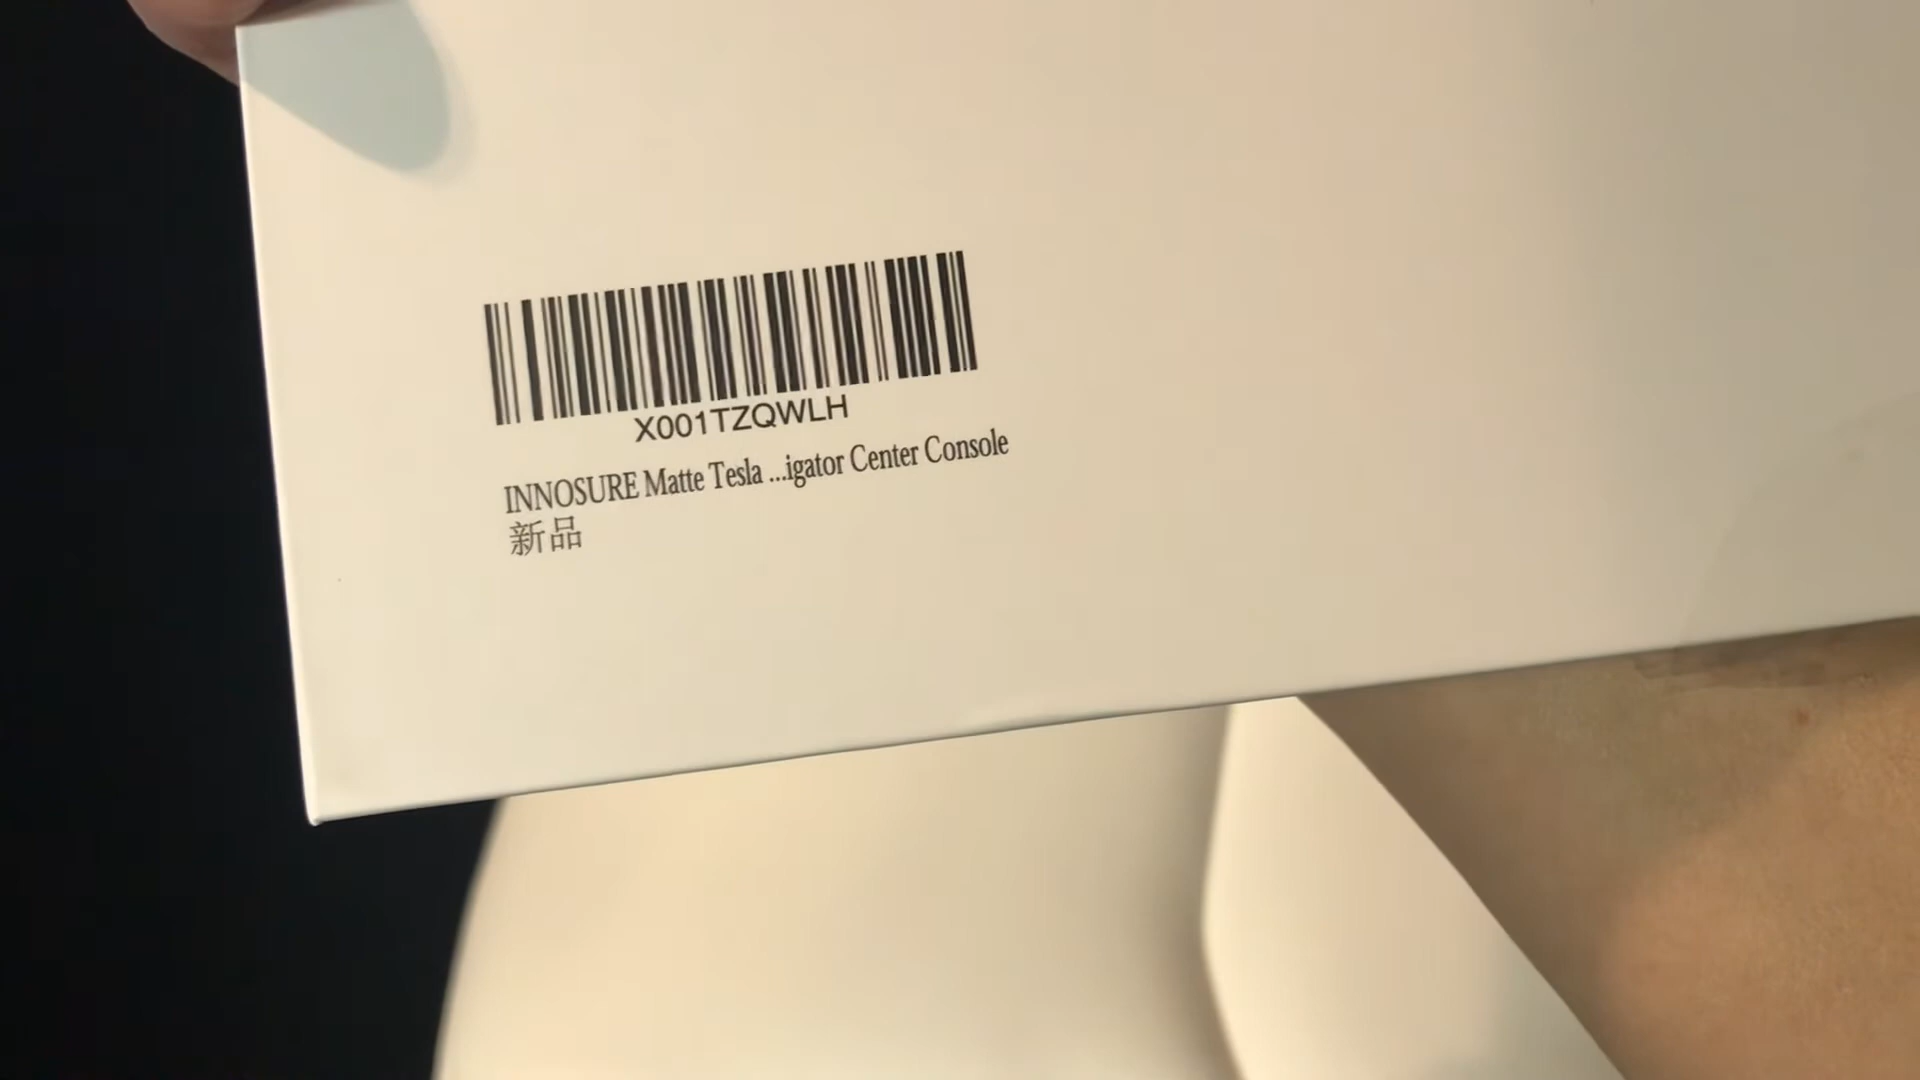 X001TZQWLH
INNOSURE Matte Tesla ...igator Center Console
新品